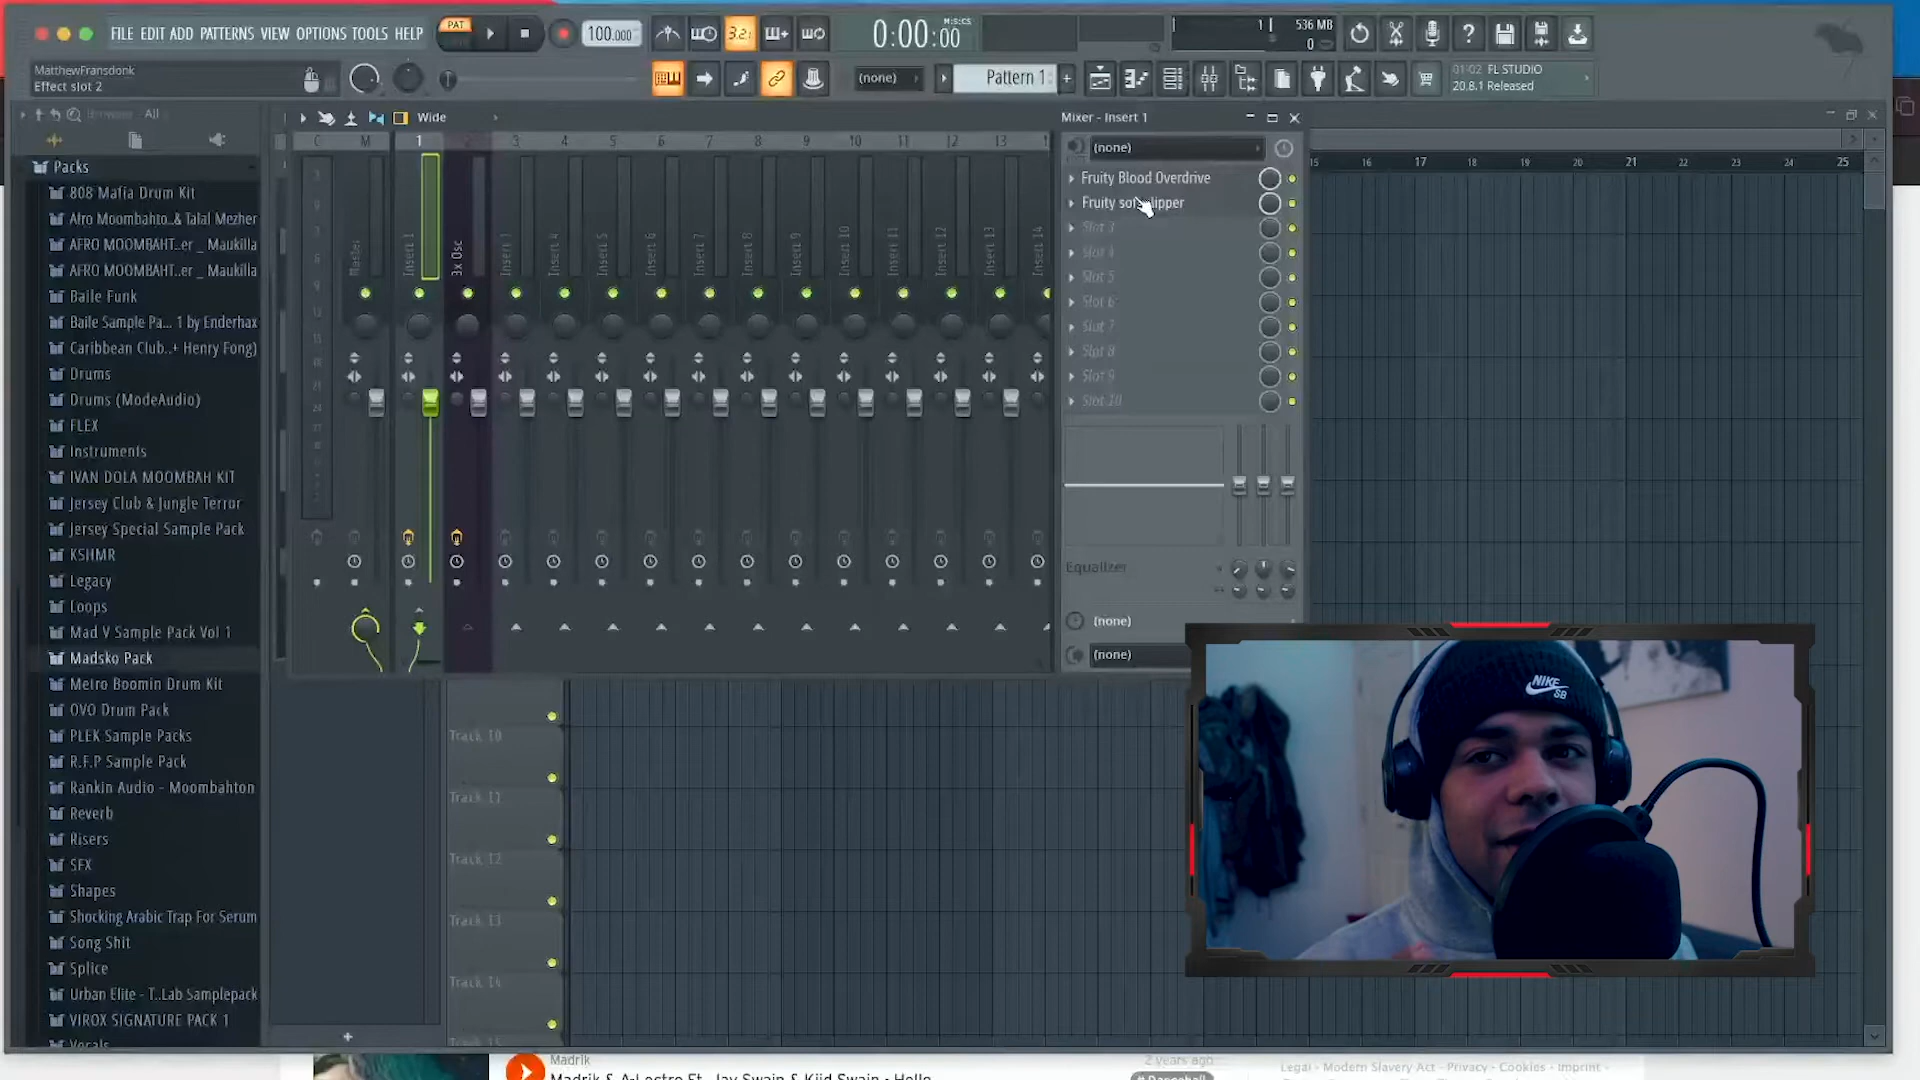 FILE EDIT ADD PATTERNS VIEW OPTIONS TOOLS HELP
PAT
100.000
3.2
0:00:00
M:S:CS
1
536 MB
0
MatthewFransdonk
Effect slot 2
(none)
Pattern 1
01:02 FL STUDIO
20.8.1 Released
Browser All
Wide
Mixer - Insert 1
Packs
808 Mafia Drum Kit
Afro Moombahto..& Talal Mezher
AFRO MOOMBAHT..er _ Maukilla
AFRO MOOMBAHT..er _ Maukilla
Baile Funk
Baile Sample Pa... 1 by Enderhax
Caribbean Club..+ Henry Fong)
Drums
Drums (ModeAudio)
FLEX
Instruments
IVAN DOLA MOOMBAH KIT
Jersey Club & Jungle Terror
Jersey Special Sample Pack
KSHMR
Legacy
Loops
Mad V Sample Pack Vol 1
Madsko Pack
Metro Boomin Drum Kit
OVO Drum Pack
PLEK Sample Packs
R.F.P Sample Pack
Rankin Audio - Moombahton
Reverb
Risers
SFX
Shapes
Shocking Arabic Trap For Serum
Song Shit
Splice
Urban Elite - T..Lab Samplepack
VIROX SIGNATURE PACK 1
Vocals
C M 1 3 4 5 6 7 8 9 10 11 12 13
Master
Insert 1
3x Osc
Insert 3
Insert 4
Insert 5
Insert 6
Insert 7
Insert 8
Insert 9
Insert 10
Insert 11
Insert 12
Insert 13
Insert 14
(none)
Fruity Blood Overdrive
Fruity soft clipper
Slot 3
Slot 4
Slot 5
Slot 6
Slot 7
Slot 8
Slot 9
Slot 10
Equalizer
(none)
(none)
15 16 17 18 19 20 21 22 23 24 25
Track 10
Track 11
Track 12
Track 13
Track 14
Track 15
NIKE
SB
Madrik
Madrik & A-Lectro Ft. Jay Swain & Kiid Swain - Hello
2 years ago
# Dancehall
Legal - Modern Slavery Act - Privacy - Cookies - Imprint -